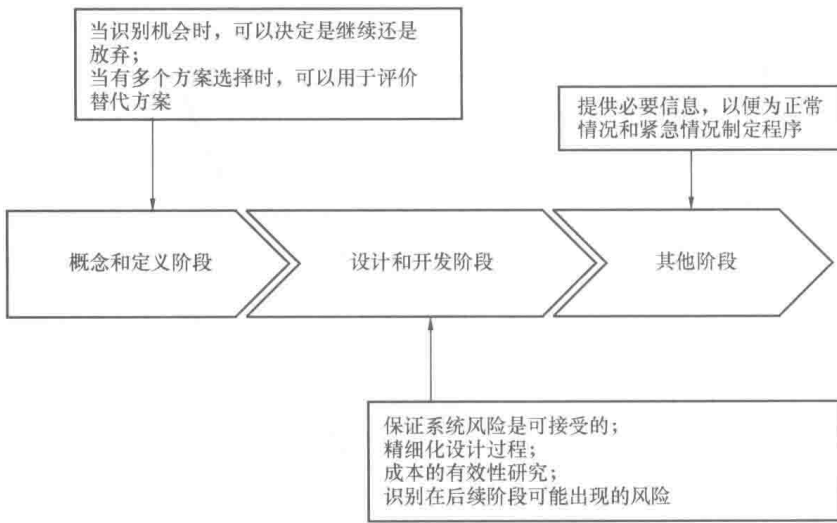 当识别机会时，可以决定是继续还是
放弃；
当有多个方案选择时，可以用于评价
替代方案
提供必要信息，以便为正常
情况和紧急情况制定程序
概念和定义阶段
设计和开发阶段
其他阶段
保证系统风险是可接受的；
精细化设计过程；
成本的有效性研究；
识别在后续阶段可能出现的风险